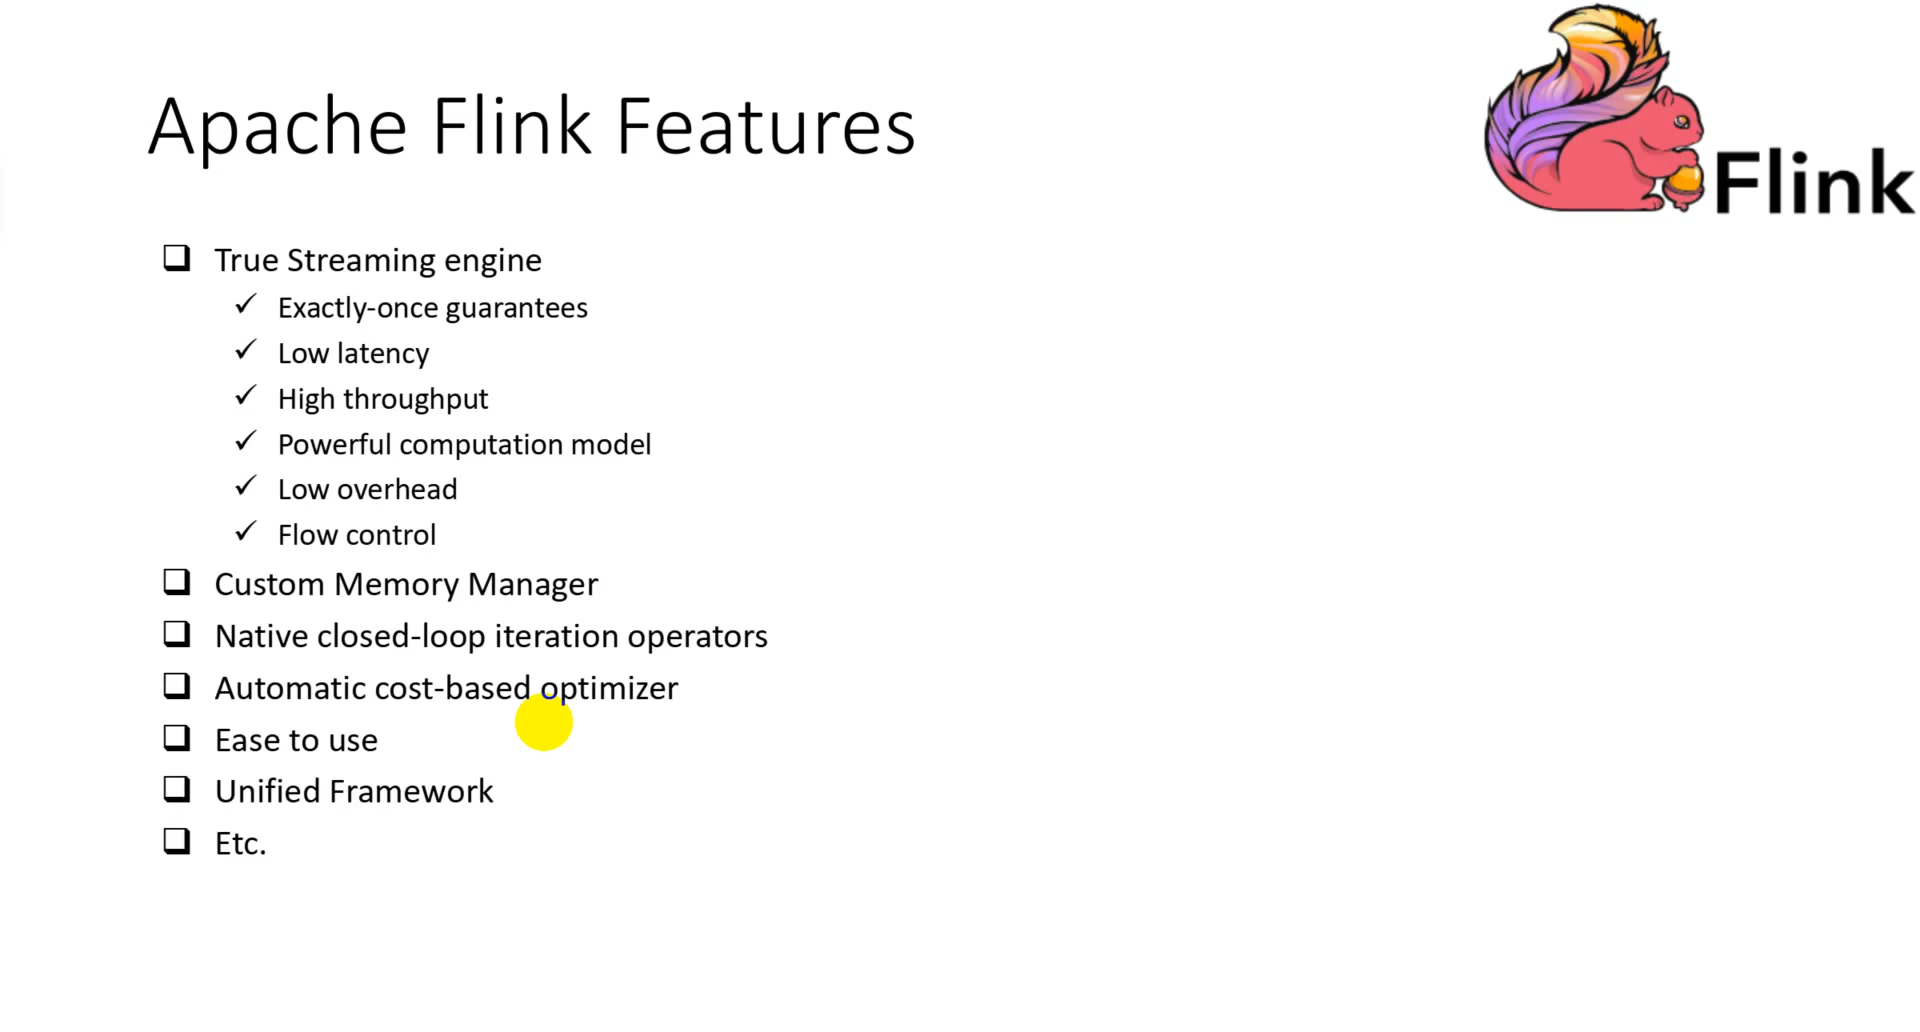 Apache Flink Features
Flink
True Streaming engine
Exactly-once guarantees
Low latency
High throughput
Powerful computation model
Low overhead
Flow control
Custom Memory Manager
Native closed-loop iteration operators
Automatic cost-based optimizer
Ease to use
Unified Framework
Etc.